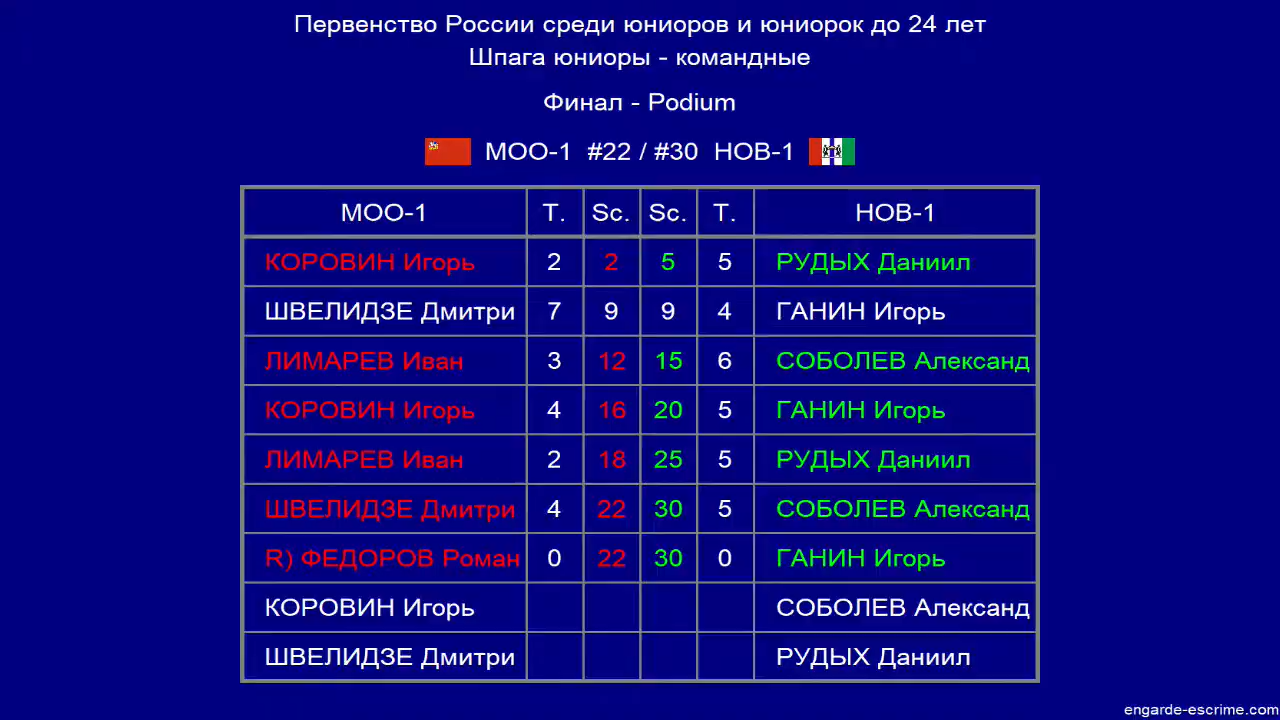 Первенство России среди юниоров и юниорок до 24 лет
Шпага юниоры - командные
Финал - Podium
МОО-1 #22 / #30 НОВ-1
МОО-1 T. Sc. Sc. T. НОВ-1
КОРОВИН Игорь 2 2 5 5 РУДЫХ Даниил
ШВЕЛИДЗЕ Дмитри 7 9 9 4 ГАНИН Игорь
ЛИМАРЕВ Иван 3 12 15 6 СОБОЛЕВ Александ
КОРОВИН Игорь 4 16 20 5 ГАНИН Игорь
ЛИМАРЕВ Иван 2 18 25 5 РУДЫХ Даниил
ШВЕЛИДЗЕ Дмитри 4 22 30 5 СОБОЛЕВ Александ
R) ФЕДОРОВ Роман 0 22 30 0 ГАНИН Игорь
КОРОВИН Игорь СОБОЛЕВ Александ
ШВЕЛИДЗЕ Дмитри РУДЫХ Даниил
engarde-escrime.com